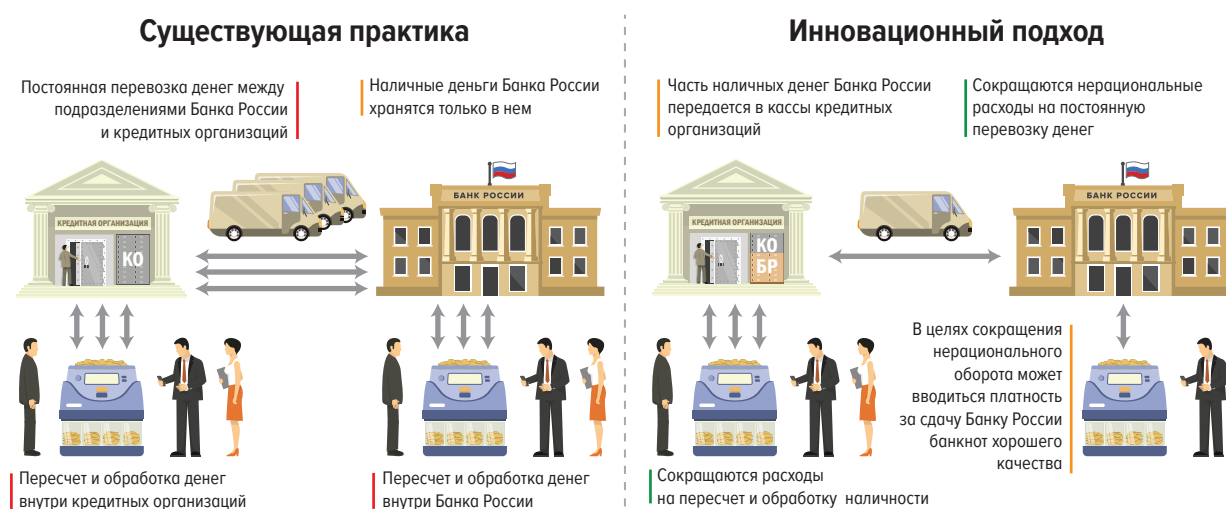 Существующая практика
Постоянная перевозка денег между
подразделениями Банка России
и кредитных организаций
Наличные деньги Банка России
хранятся только в нем
КРЕДИТНАЯ ОРГАНИЗАЦИЯ
КО
БАНК РОССИИ
Пересчет и обработка денег
внутри кредитных организаций
Пересчет и обработка денег
внутри Банка России
Инновационный подход
Часть наличных денег Банка России
передается в кассы кредитных
организаций
Сокращаются нерациональные
расходы на постоянную
перевозку денег
КРЕДИТНАЯ ОРГАНИЗАЦИЯ
КО
БР
БАНК РОССИИ
В целях сокращения
нерационального
оборота может
вводиться платность
за сдачу Банку России
банкнот хорошего
качества
Сокращаются расходы
на пересчет и обработку наличности